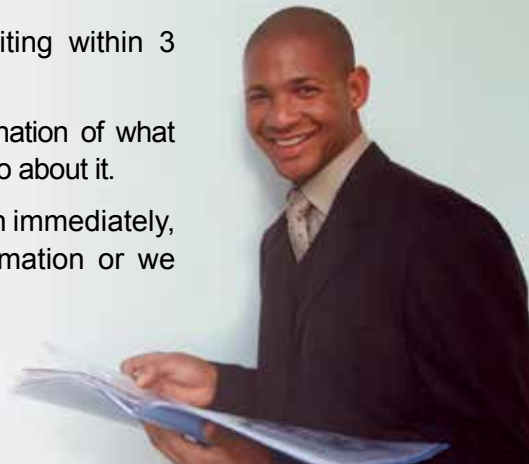 iting within 3
nation of what
o about it.
n immediately,
mation or we